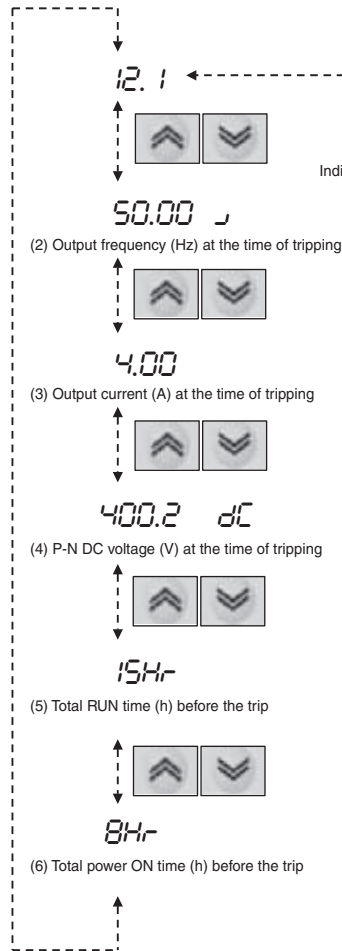 12. 1
Indi
50.00 ر
(2) Output frequency (Hz) at the time of tripping
4.00
(3) Output current (A) at the time of tripping
400.2 dC
(4) P-N DC voltage (V) at the time of tripping
15Hr
(5) Total RUN time (h) before the trip
8Hr
(6) Total power ON time (h) before the trip